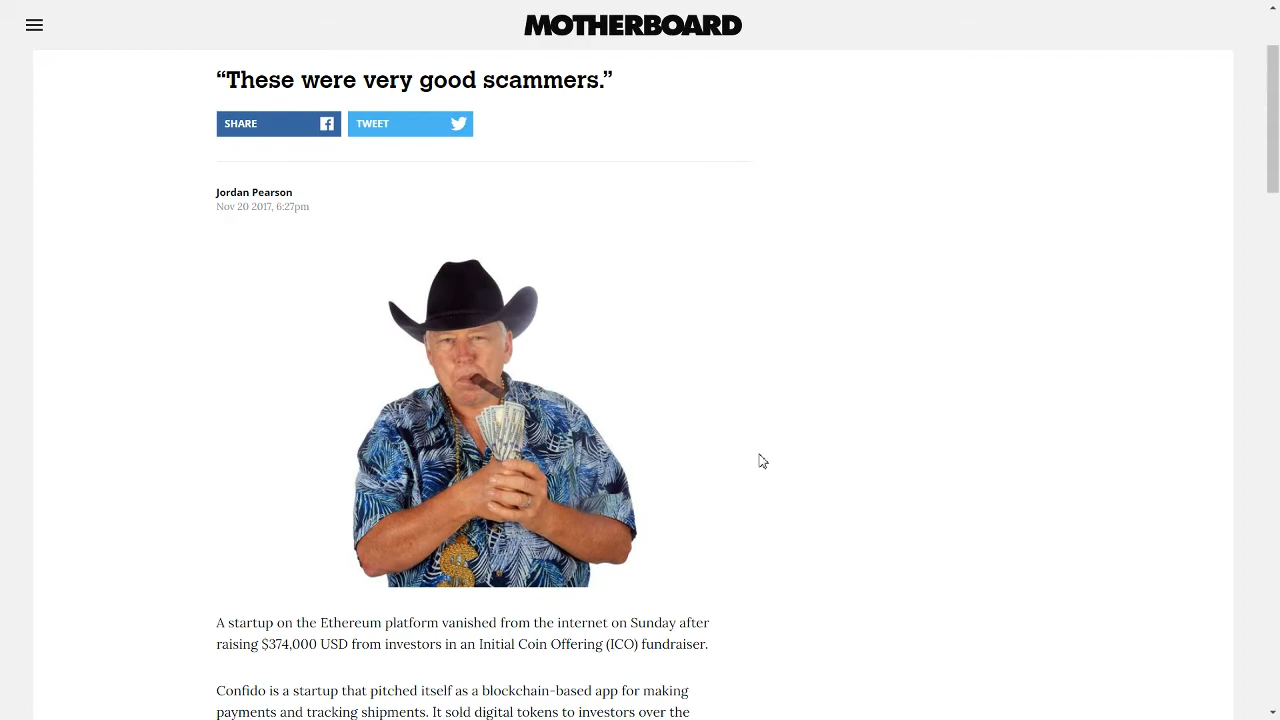 MOTHERBOARD
“These were very good scammers.”
SHARE
TWEET
Jordan Pearson
Nov 20 2017, 6:27pm
A startup on the Ethereum platform vanished from the internet on Sunday after
raising $374,000 USD from investors in an Initial Coin Offering (ICO) fundraiser.
Confido is a startup that pitched itself as a blockchain-based app for making
payments and tracking shipments. It sold digital tokens to investors over the